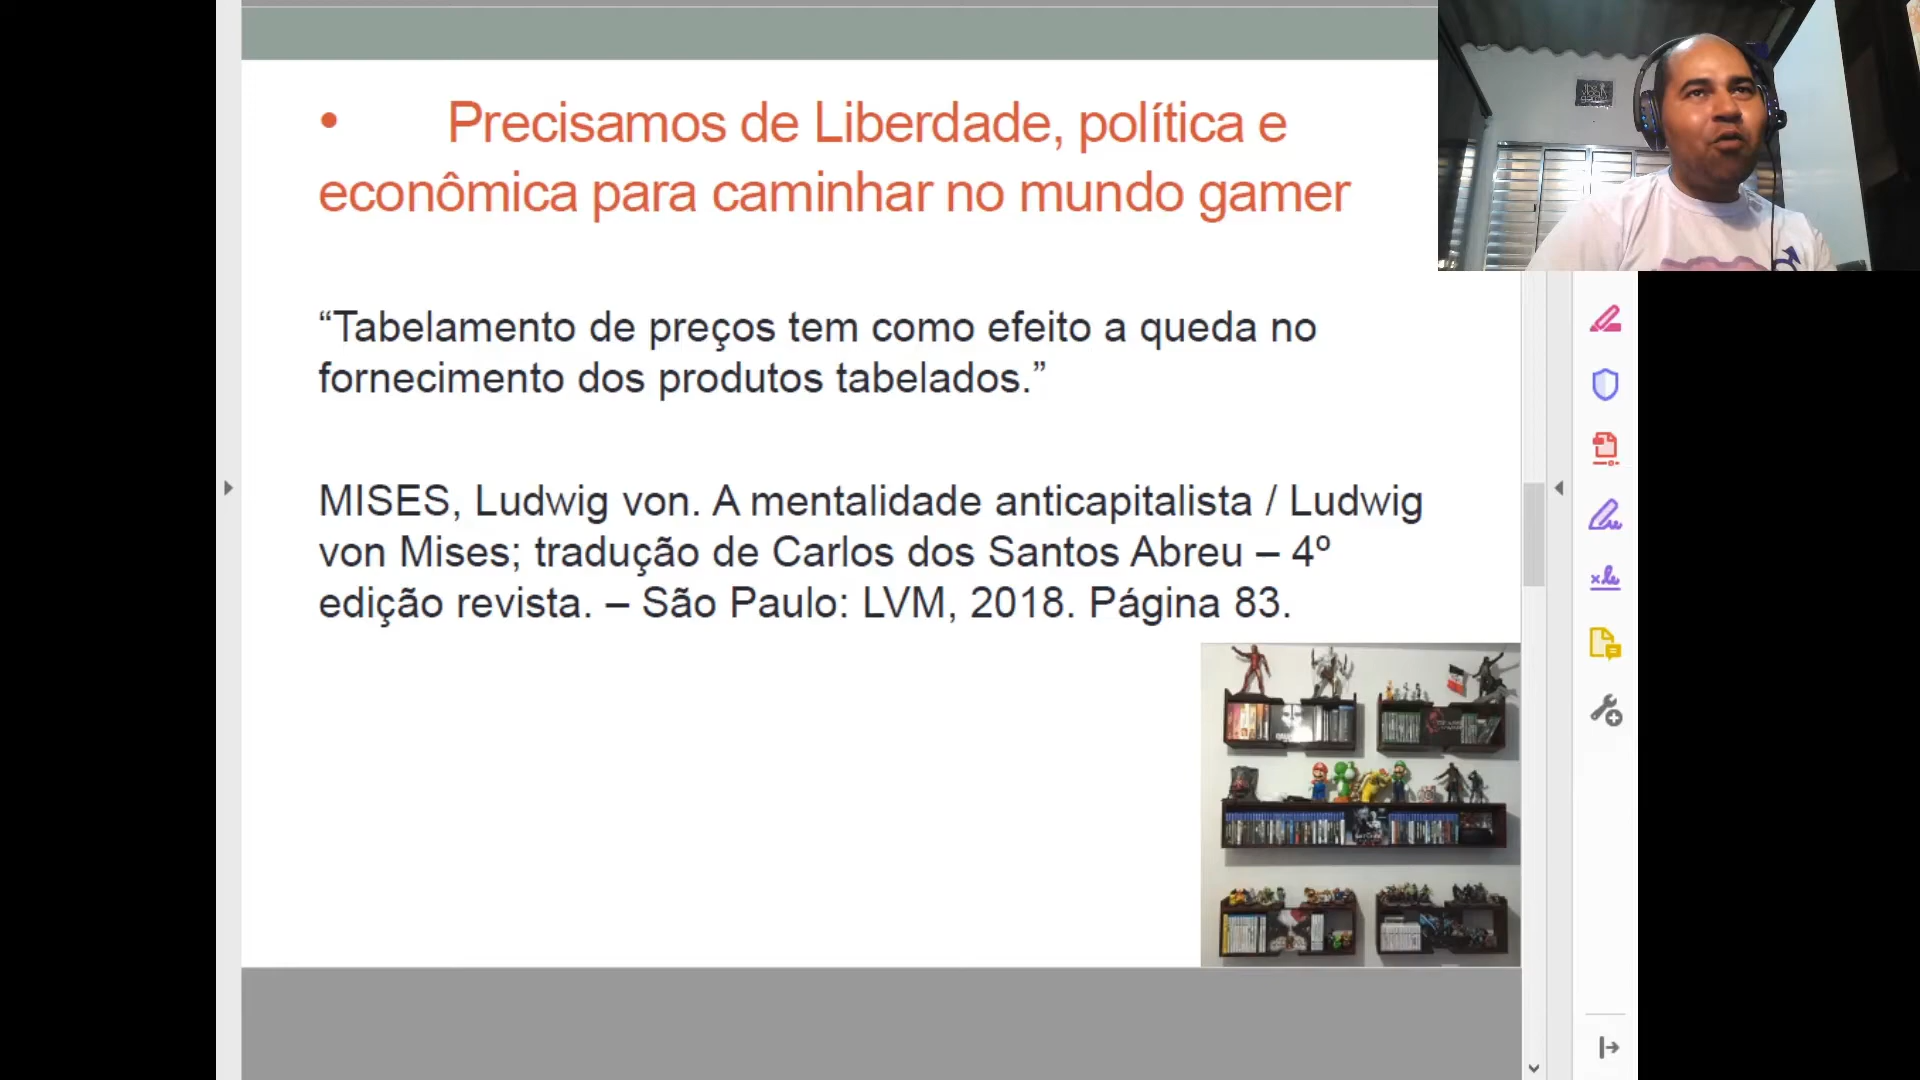 • Precisamos de Liberdade, política e
econômica para caminhar no mundo gamer
“Tabelamento de preços tem como efeito a queda no
fornecimento dos produtos tabelados.”
MISES, Ludwig von. A mentalidade anticapitalista / Ludwig
von Mises; tradução de Carlos dos Santos Abreu – 4º
edição revista. – São Paulo: LVM, 2018. Página 83.